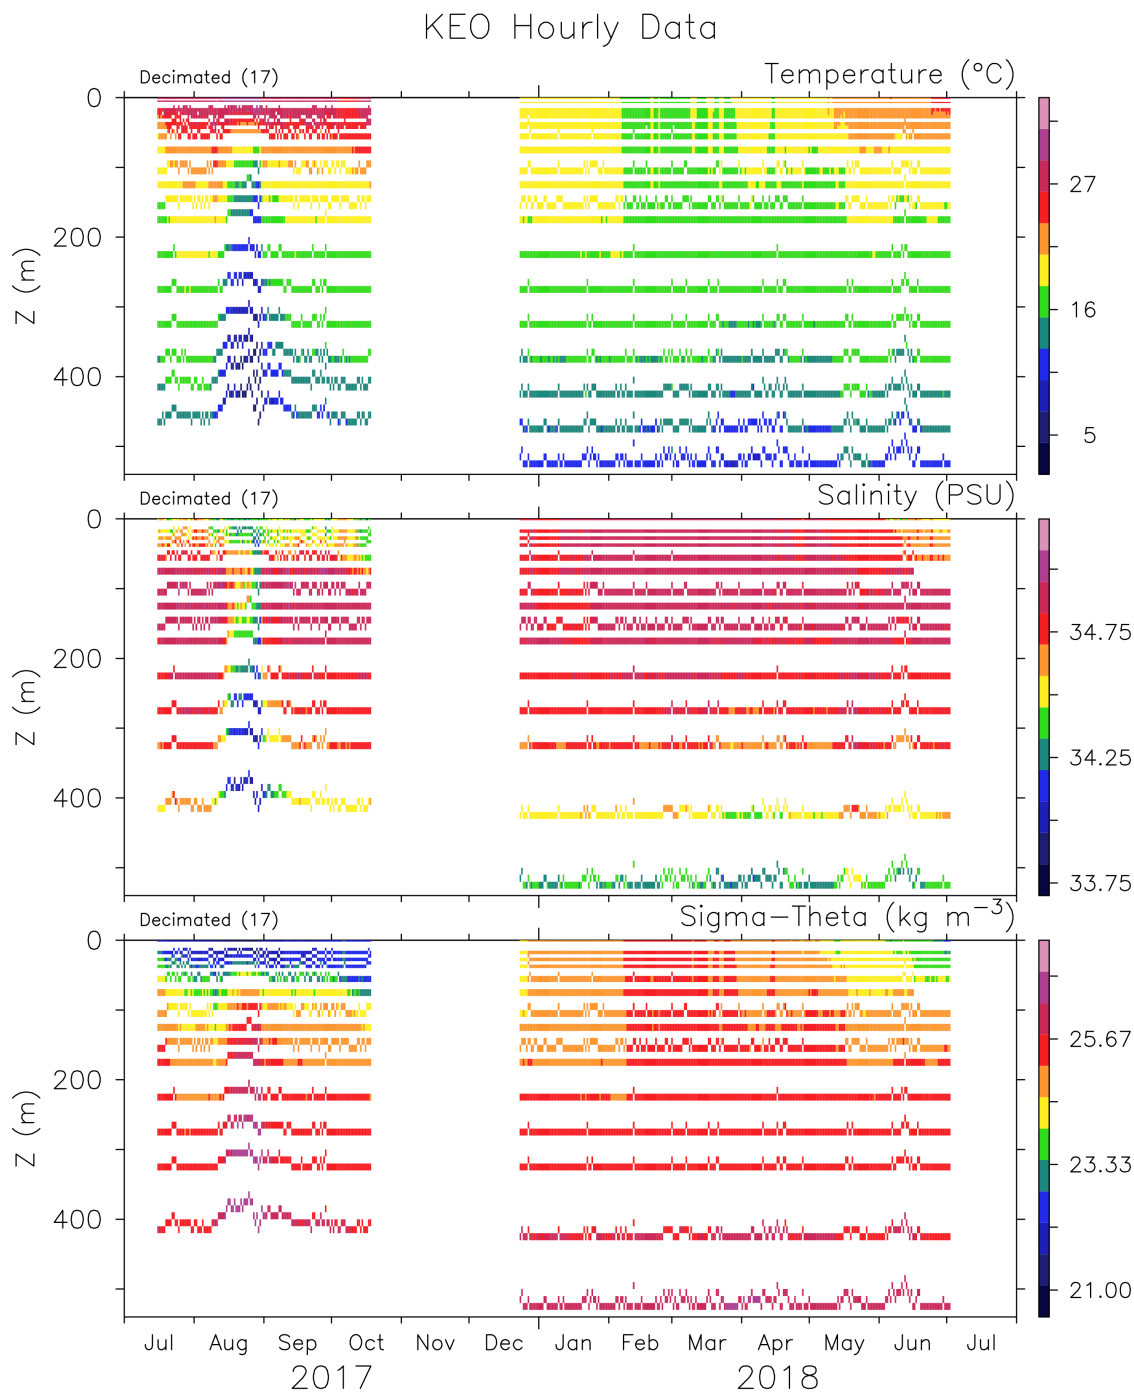 KEO Hourly Data
Decimated (17)
Temperature (°C)
0
200
400
Z (m)
27
16
5
Decimated (17)
Salinity (PSU)
0
200
400
Z (m)
34.75
34.25
33.75
Decimated (17)
Sigma-Theta (kg m⁻³)
0
200
400
Z (m)
25.67
23.33
21.00
Jul Aug Sep Oct Nov Dec Jan Feb Mar Apr May Jun Jul
2017 2018